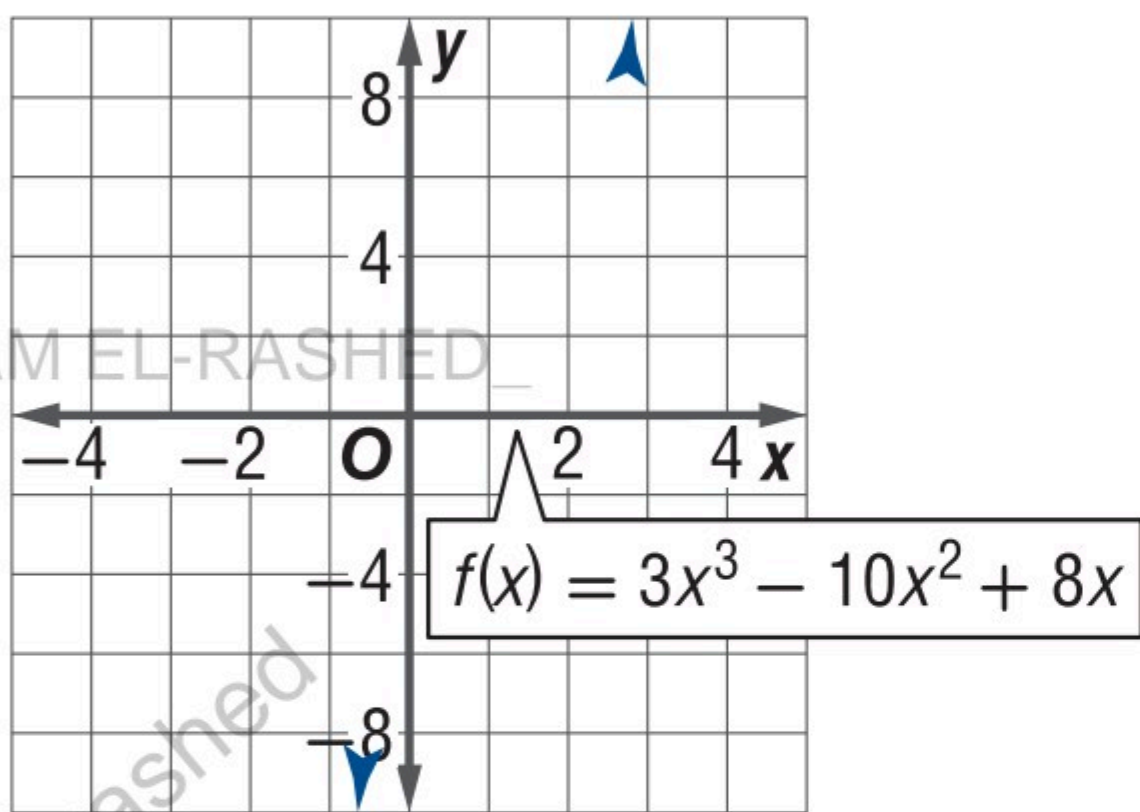 y
8
4
M EL-RASHED_
−4 −2 O 2 4 x
−4
f(x) = 3x³ − 10x² + 8x
−8
ashed